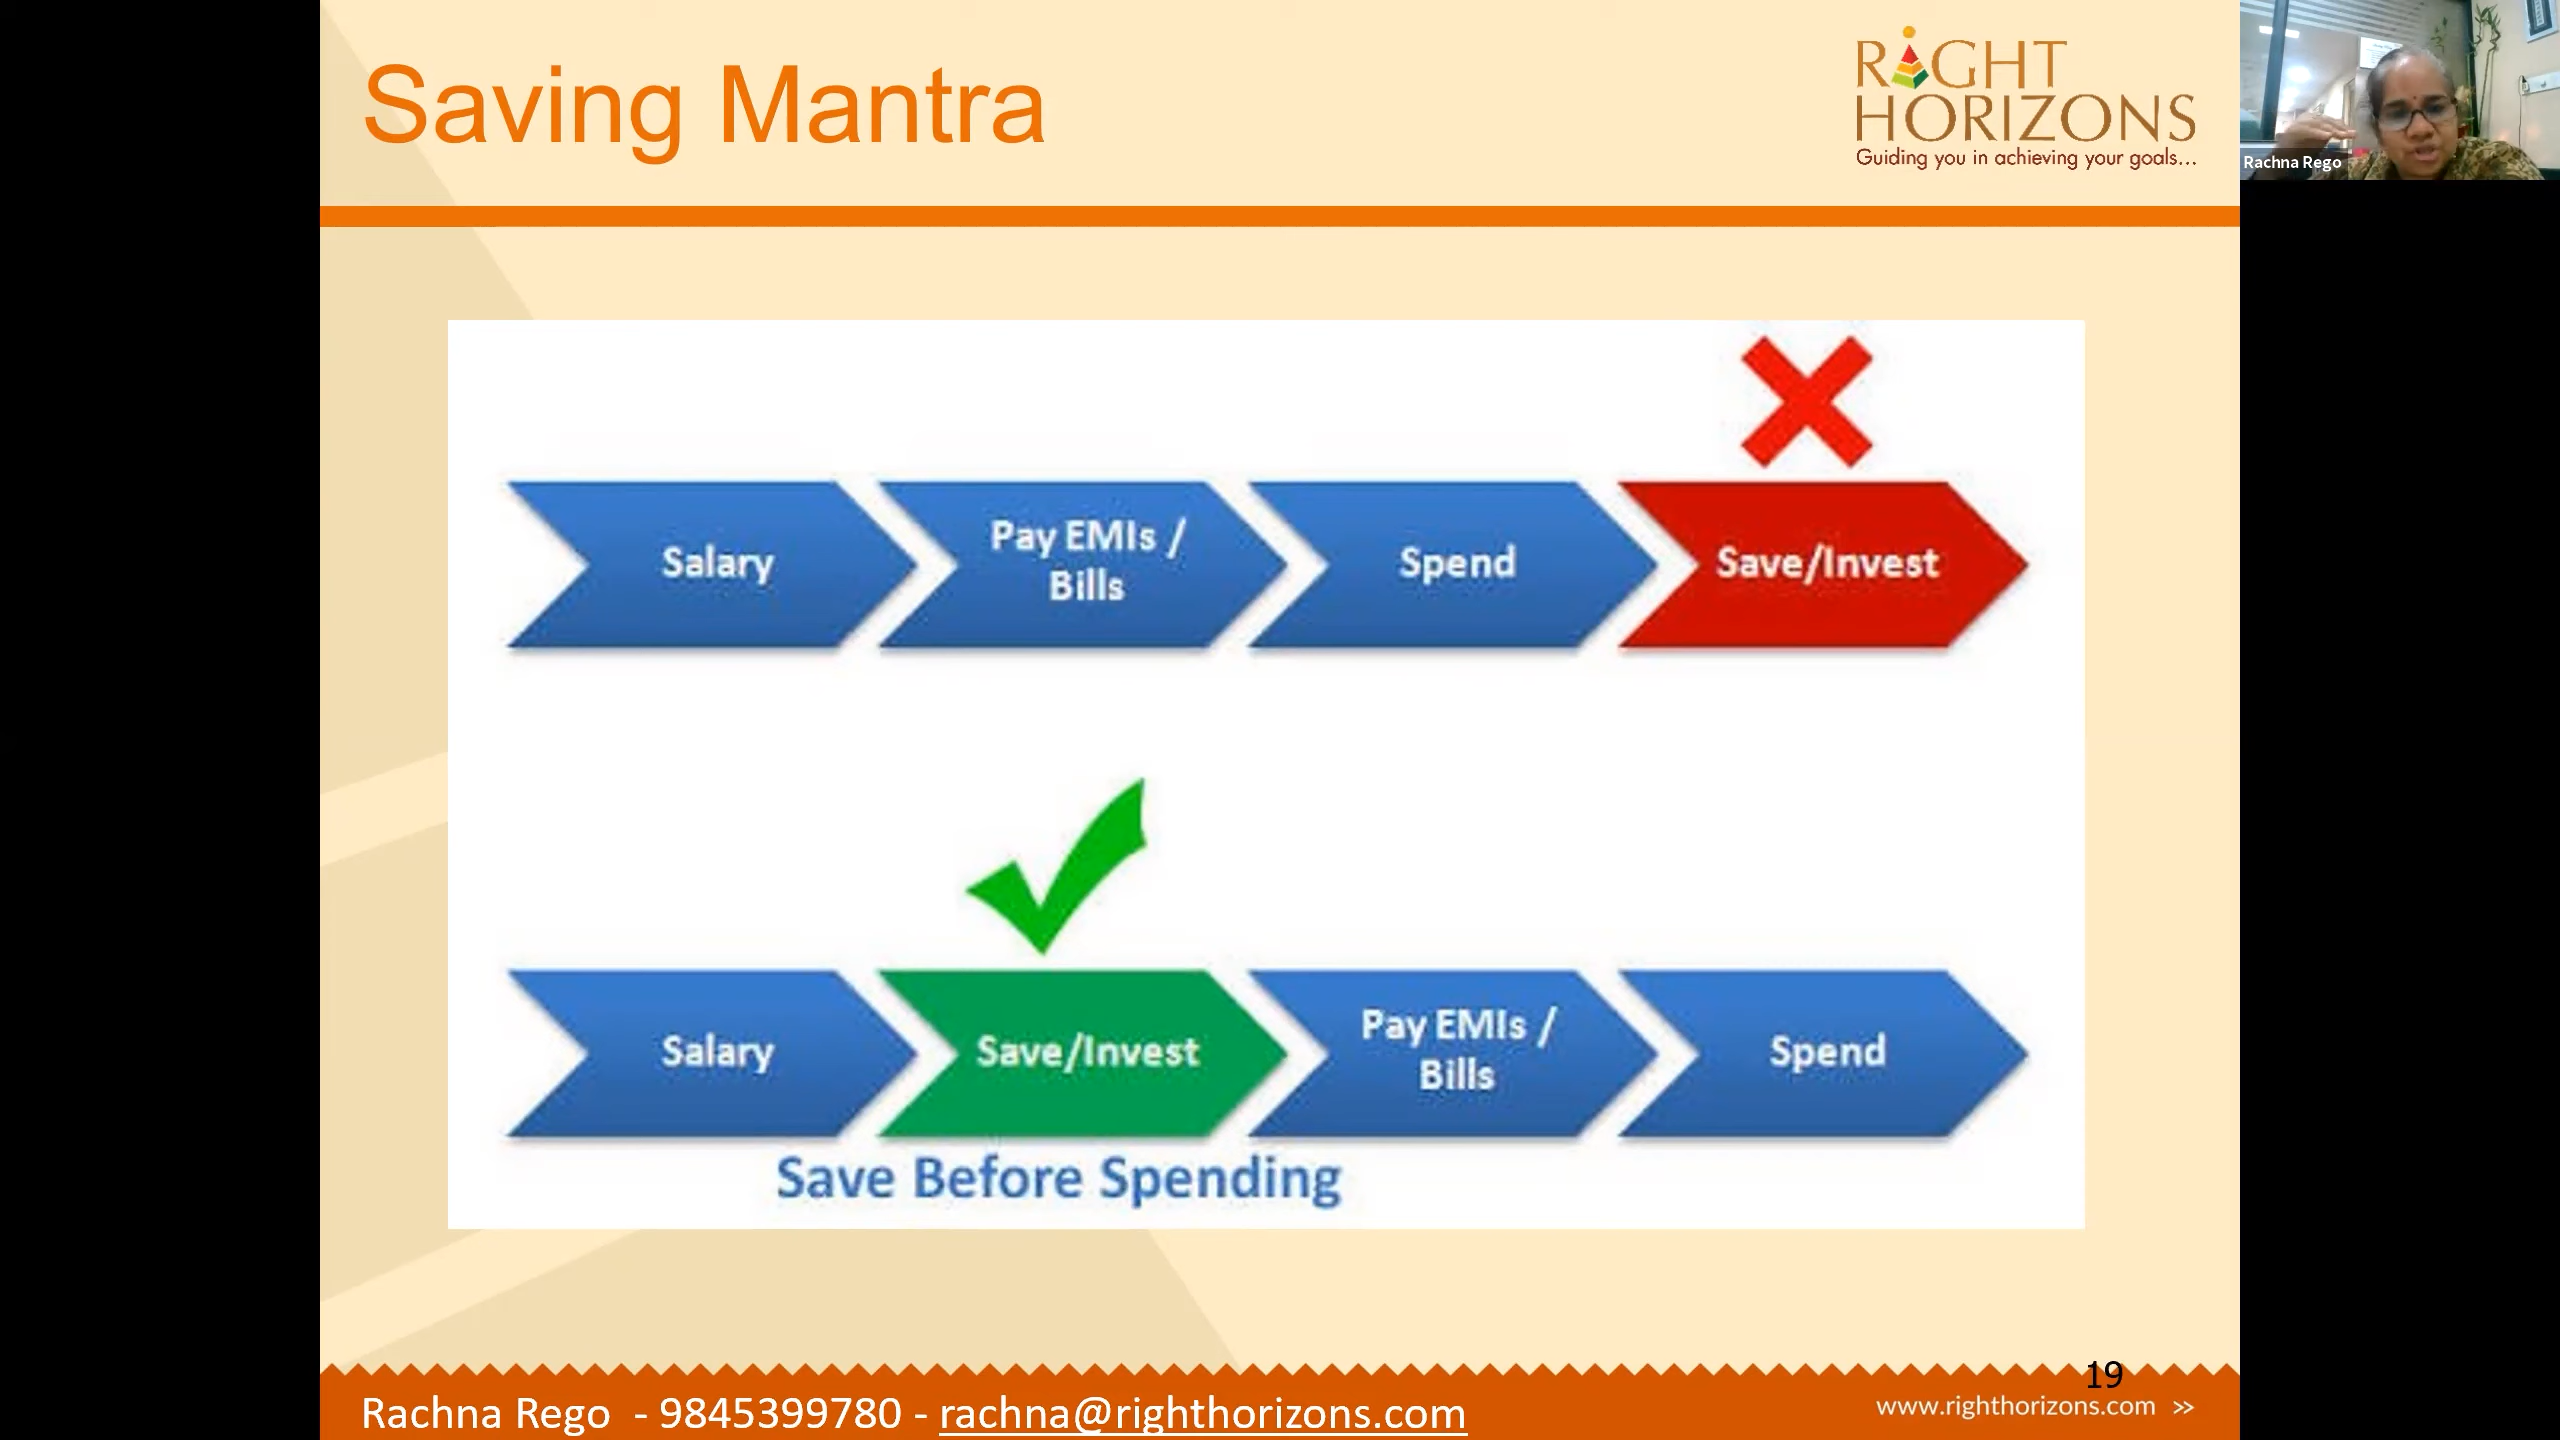 Saving Mantra
RIGHT
HORIZONS
Guiding you in achieving your goals...
Rachna Rego
Salary
Pay EMIs /
Bills
Spend
Save/Invest
Salary
Save/Invest
Pay EMIs /
Bills
Spend
Save Before Spending
19
Rachna Rego - 9845399780 - rachna@righthorizons.com
www.righthorizons.com >>